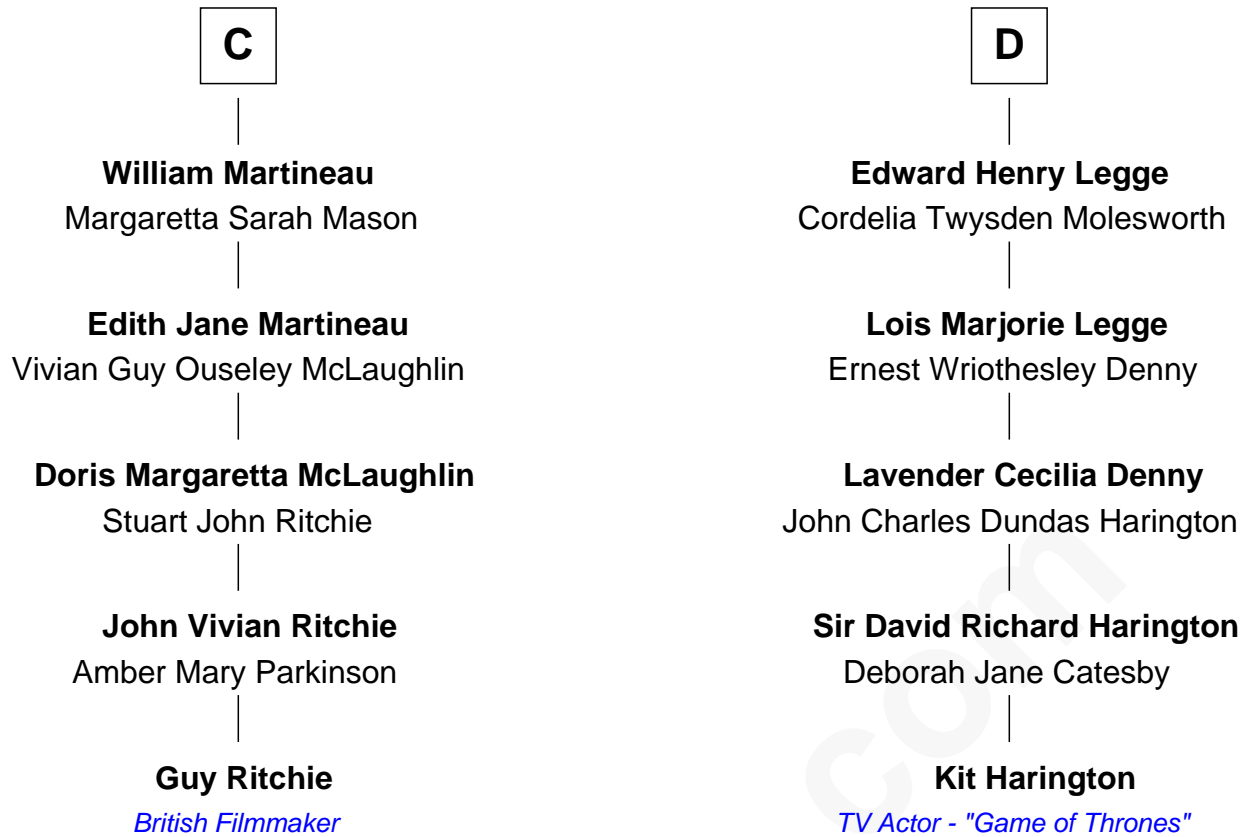 C
William Martineau
Margaretta Sarah Mason
Edith Jane Martineau
Vivian Guy Ouseley McLaughlin
Doris Margaretta McLaughlin
Stuart John Ritchie
John Vivian Ritchie
Amber Mary Parkinson
Guy Ritchie
British Filmmaker
D
Edward Henry Legge
Cordelia Twysden Molesworth
Lois Marjorie Legge
Ernest Wriothesley Denny
Lavender Cecilia Denny
John Charles Dundas Harington
Sir David Richard Harington
Deborah Jane Catesby
Kit Harington
TV Actor - "Game of Thrones"
com